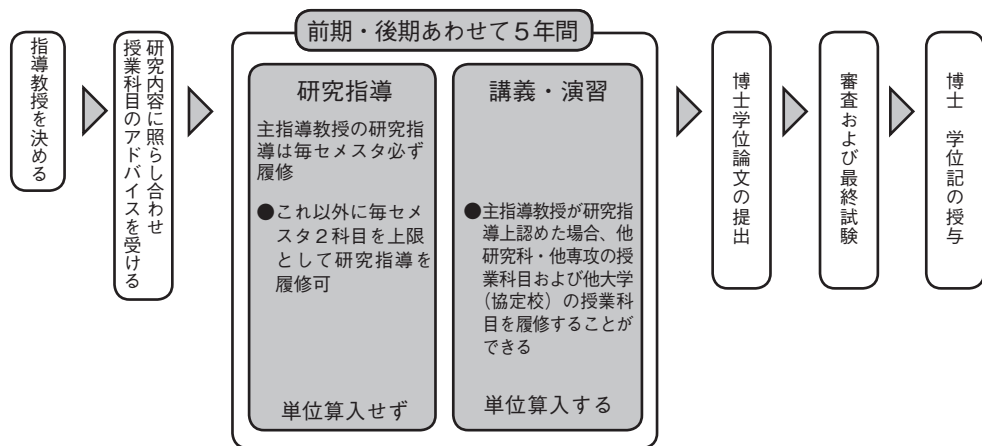 指導教授を決める
研究内容に照らし合わせ
授業科目のアドバイスを受ける
前期・後期あわせて5年間
研究指導
主指導教授の研究指
導は毎セメスタ必ず
履修
●これ以外に毎セメ
スタ2科目を上限
として研究指導を
履修可
単位算入せず
講義・演習
●主指導教授が研究指
導上認めた場合、他
研究科・他専攻の授
業科目および他大学
(協定校)の授業科
目を履修することが
できる
単位算入する
博士学位論文の提出
審査および最終試験
博士 学位記の授与